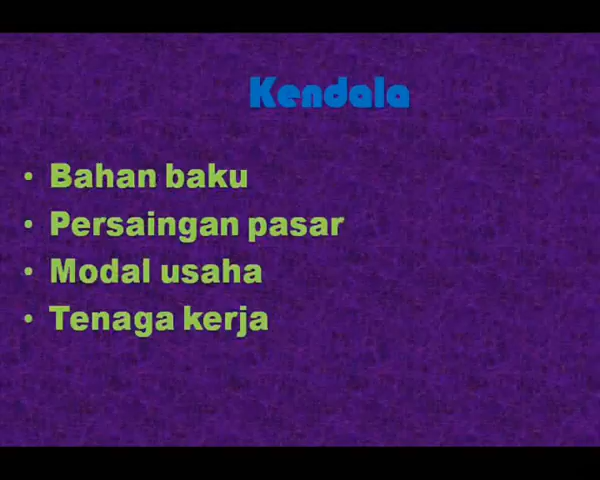 Kendala
• Bahan baku
• Persaingan pasar
• Modal usaha
• Tenaga kerja